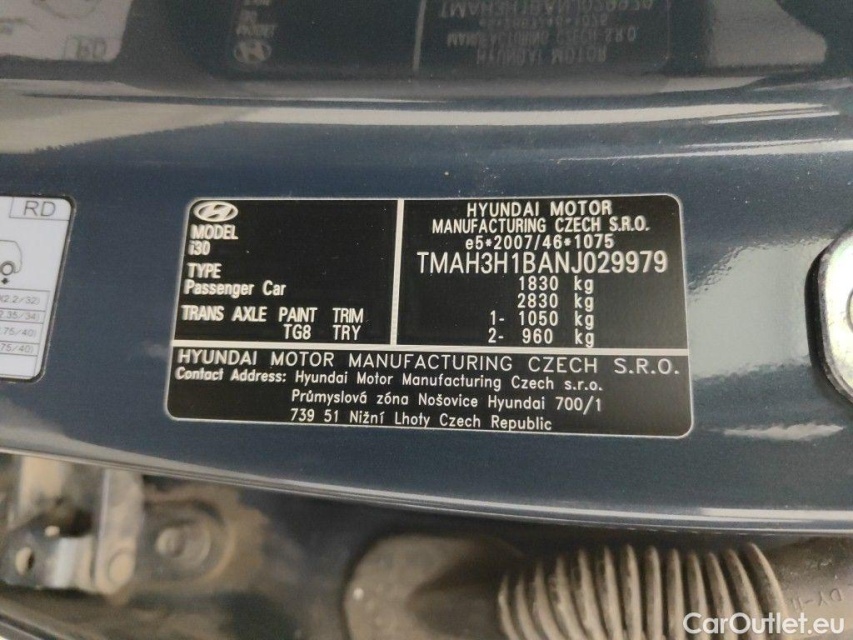 RD
MODEL
i30
TYPE
Passenger Car
TRANS AXLE PAINT TRIM
TG8 TRY
HYUNDAI MOTOR
MANUFACTURING CZECH S.R.O.
e5*2007/46*1075
TMAH3H1BANJ029979
1830 kg
2830 kg
1- 1050 kg
2- 960 kg
HYUNDAI MOTOR MANUFACTURING CZECH S.R.O.
Contact Address: Hyundai Motor Manufacturing Czech s.r.o.
Průmyslová zóna Nošovice Hyundai 700/1
739 51 Nižní Lhoty Czech Republic
CarOutlet.eu